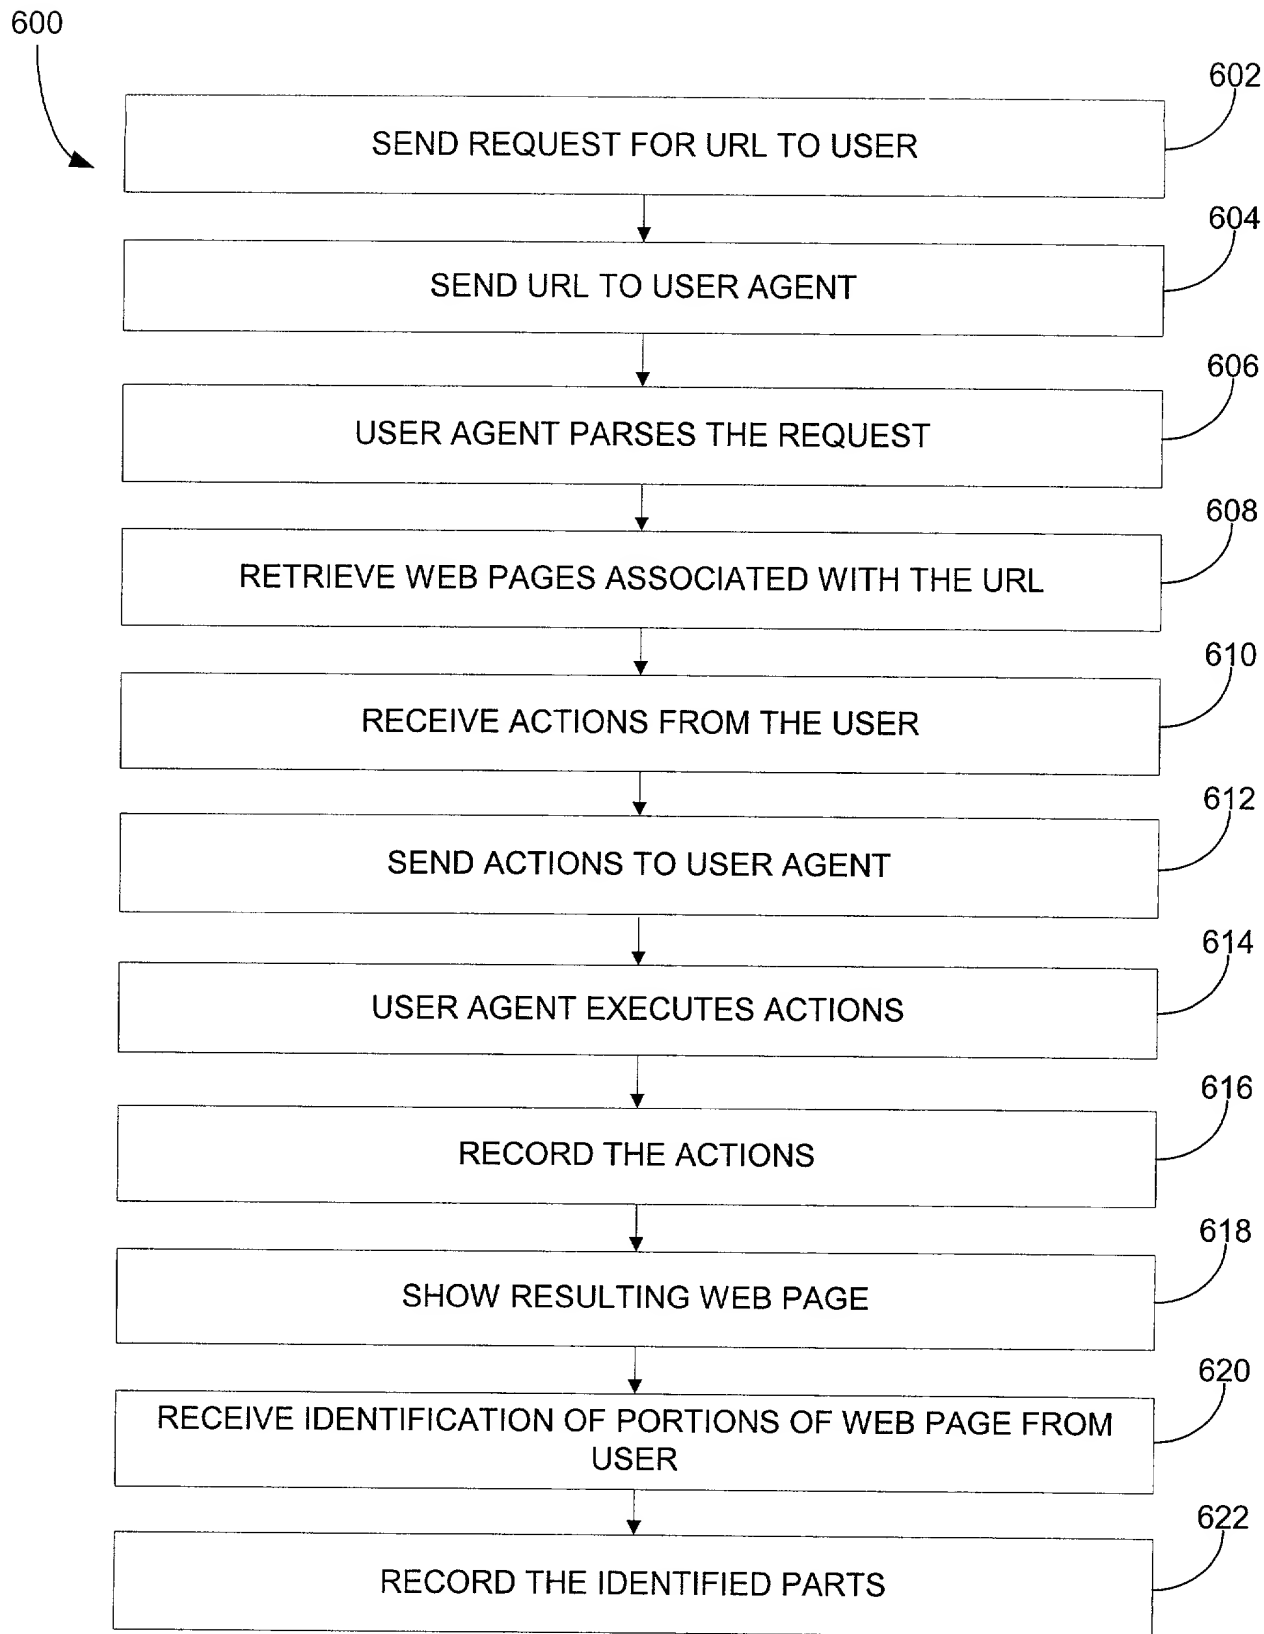 600
602
SEND REQUEST FOR URL TO USER
604
SEND URL TO USER AGENT
606
USER AGENT PARSES THE REQUEST
608
RETRIEVE WEB PAGES ASSOCIATED WITH THE URL
610
RECEIVE ACTIONS FROM THE USER
612
SEND ACTIONS TO USER AGENT
614
USER AGENT EXECUTES ACTIONS
616
RECORD THE ACTIONS
618
SHOW RESULTING WEB PAGE
620
RECEIVE IDENTIFICATION OF PORTIONS OF WEB PAGE FROM
USER
622
RECORD THE IDENTIFIED PARTS